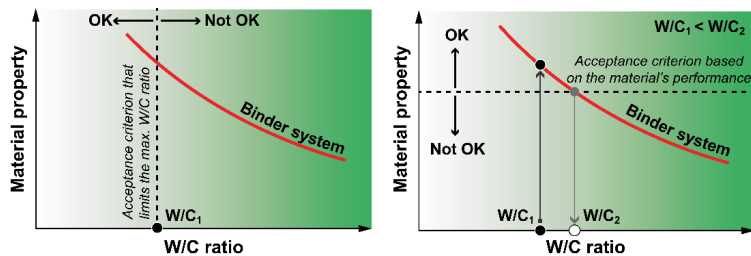 OK
Not OK
Material property
Acceptance criterion that
limits the max. W/C ratio
Binder system
W/C₁
W/C ratio
OK
W/C₁ < W/C₂
Acceptance criterion based
on the material's performance
Material property
Not OK
Binder system
W/C₁
W/C₂
W/C ratio